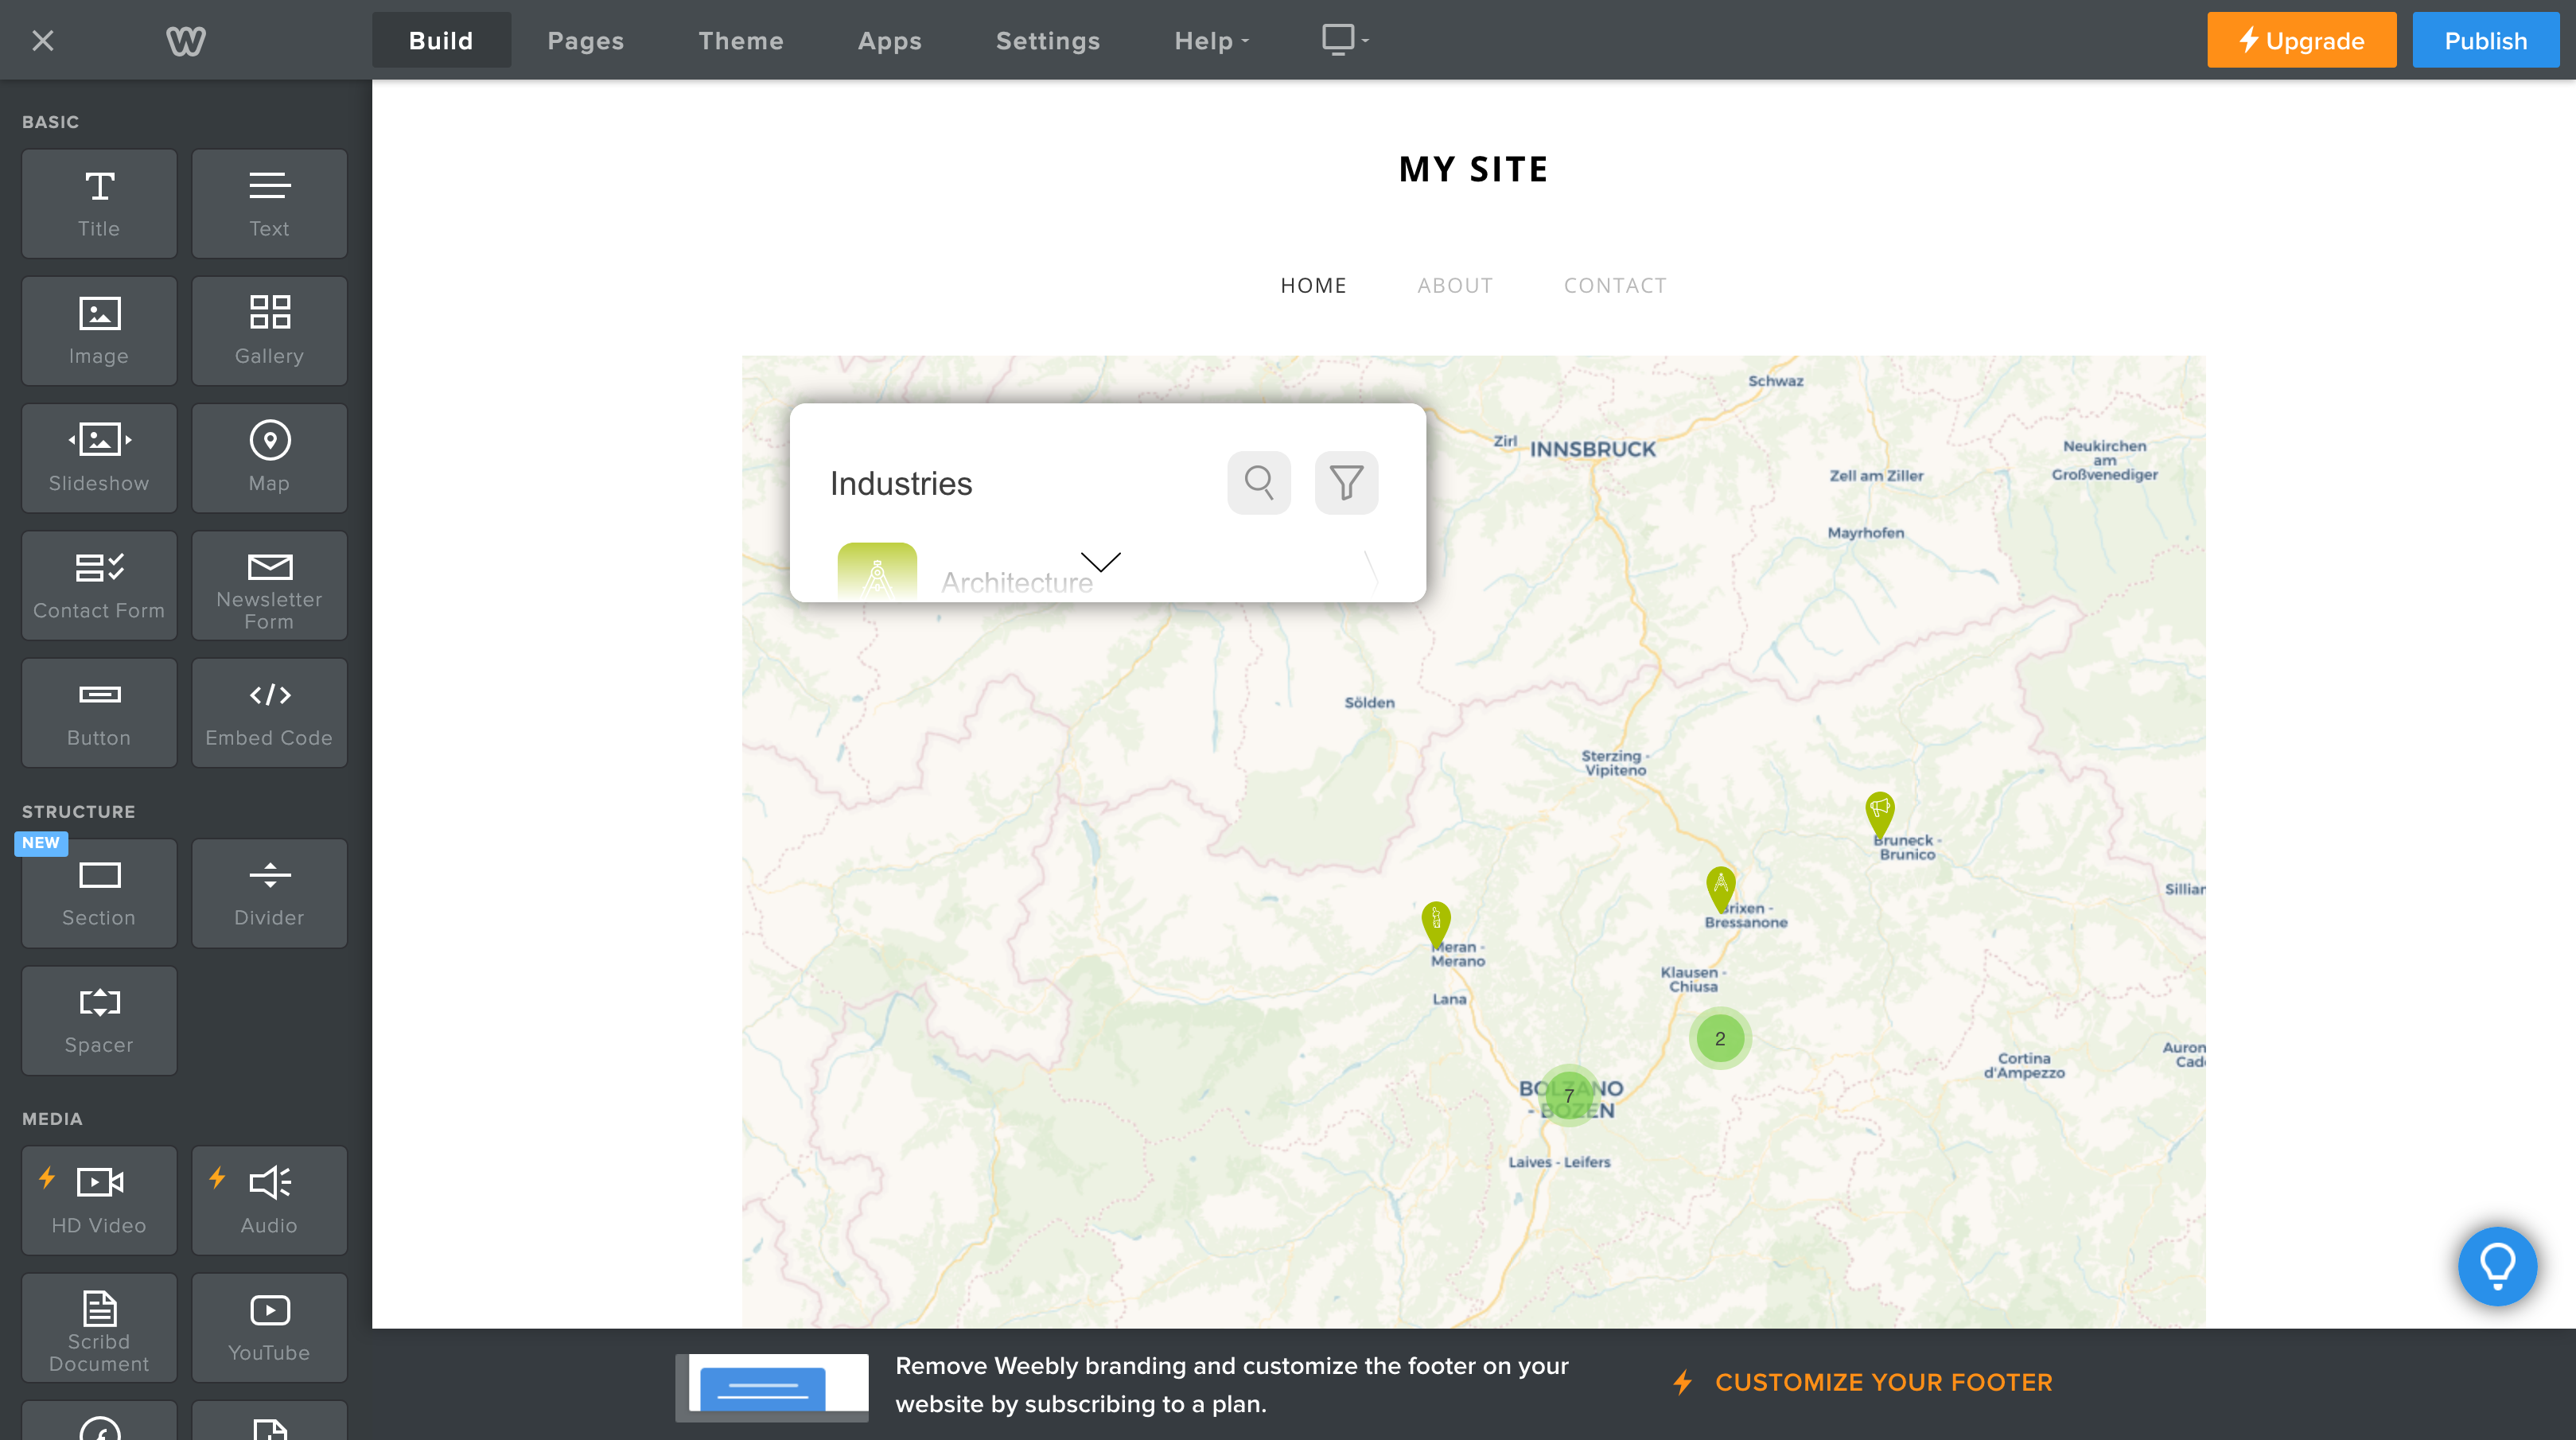 Build
Pages
Theme
Apps
Settings
Help
Upgrade
Publish
BASIC
Title
Text
Image
Gallery
Slideshow
Map
Contact Form
Newsletter
Form
Button
Embed Code
STRUCTURE
NEW
Section
Divider
Spacer
MEDIA
HD Video
Audio
Scribd
Document
YouTube
MY SITE
HOME
ABOUT
CONTACT
Industries
Architecture
Schwaz
Zirl
INNSBRUCK
Neukirchen
am
Großvenediger
Zell am Ziller
Mayrhofen
Sölden
Sterzing -
Vipiteno
Bruneck -
Brunico
Brixen -
Bressanone
Sillian
Meran -
Merano
Klausen -
Chiusa
Lana
2
Auron
Cado
Cortina
d'Ampezzo
BOLZANO
- BOZEN
7
Laives - Leifers
Remove Weebly branding and customize the footer on your
website by subscribing to a plan.
CUSTOMIZE YOUR FOOTER